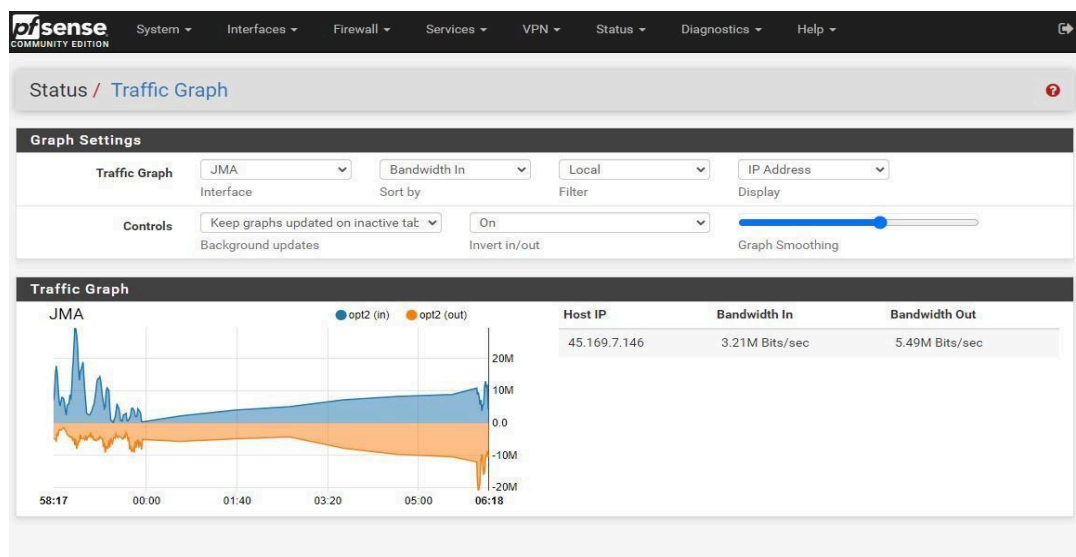 pfsense System Interfaces Firewall Services VPN Status Diagnostics Help
COMMUNITY EDITION
Status / Traffic Graph
Graph Settings
Traffic Graph JMA Bandwidth In Local IP Address
Interface Sort by Filter Display
Controls Keep graphs updated on inactive tab On
Background updates Invert in/out Graph Smoothing
Traffic Graph
JMA opt2 (in) opt2 (out) Host IP Bandwidth In Bandwidth Out
45.169.7.146 3.21M Bits/sec 5.49M Bits/sec
20M
10M
0.0
-10M
-20M
58:17 00:00 01:40 03:20 05:00 06:18